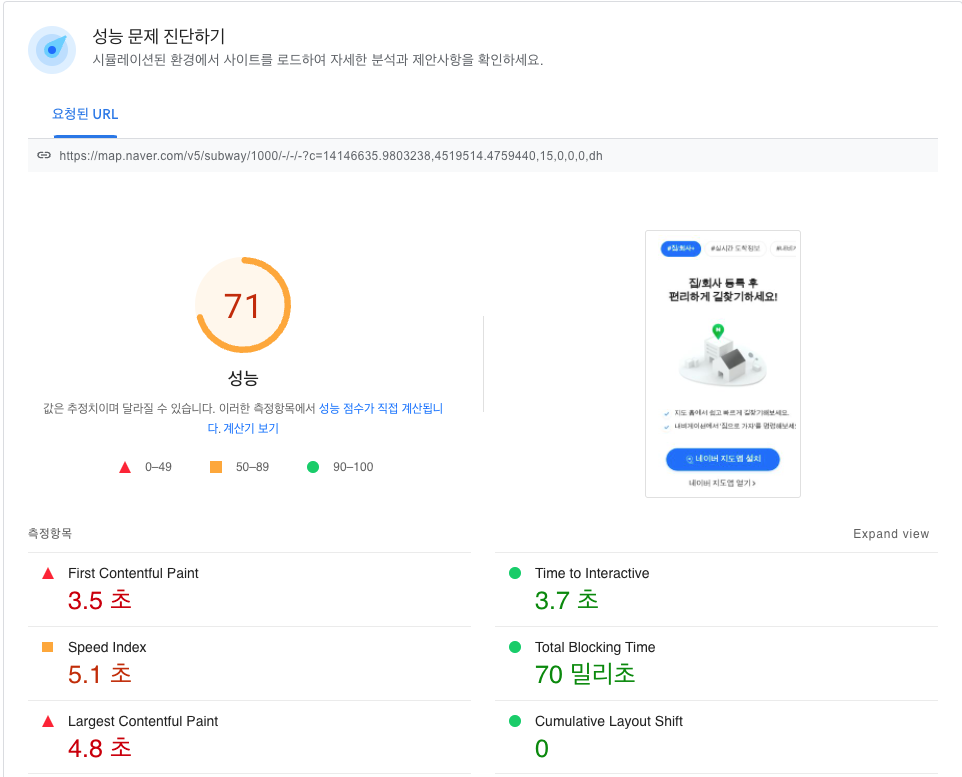 성능 문제 진단하기
시뮬레이션된 환경에서 사이트를 로드하여 자세한 분석과 제안사항을 확인하세요.
요청된 URL
https://map.naver.com/v5/subway/1000/-/-/-?c=14146635.9803238,4519514.4759440,15,0,0,0,dh
71
성능
값은 추정치이며 달라질 수 있습니다. 이러한 측정항목에서 성능 점수가 직접 계산됩니
다. 계산기 보기
0–49
50–89
90–100
#집/회사+
#실시간 도착정보
집/회사 등록 후
편리하게 길찾기하세요!
지도 홈에서 쉽고 빠르게 길찾기해보세요.
내비게이션에서 '집으로 가자'를 명령해보세
네이버 지도앱 설치
네이버 지도앱 열기 >
측정항목
Expand view
First Contentful Paint
3.5 초
Time to Interactive
3.7 초
Speed Index
5.1 초
Total Blocking Time
70 밀리초
Largest Contentful Paint
4.8 초
Cumulative Layout Shift
0